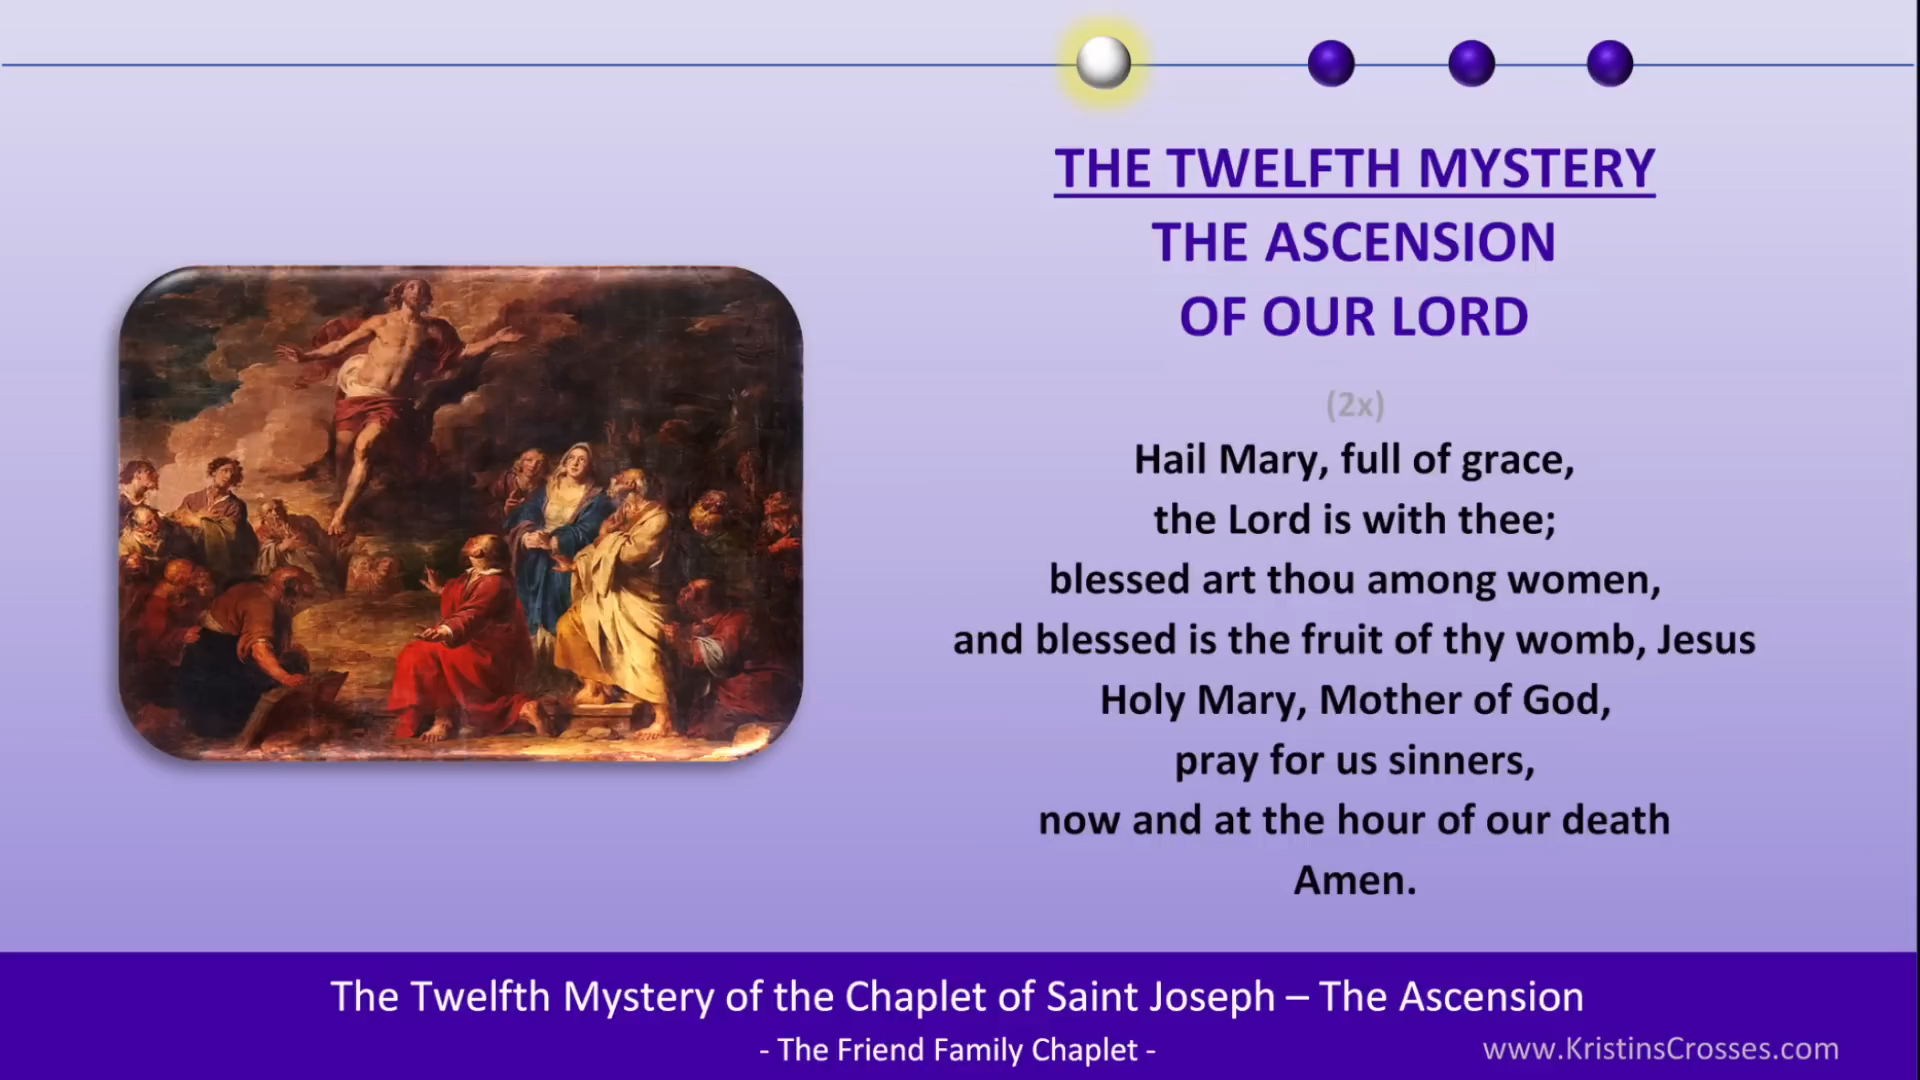 THE TWELFTH MYSTERY
THE ASCENSION
OF OUR LORD
(2x)
Hail Mary, full of grace,
the Lord is with thee;
blessed art thou among women,
and blessed is the fruit of thy womb, Jesus
Holy Mary, Mother of God,
pray for us sinners,
now and at the hour of our death
Amen.
The Twelfth Mystery of the Chaplet of Saint Joseph – The Ascension
- The Friend Family Chaplet -
www.KristinsCrosses.com